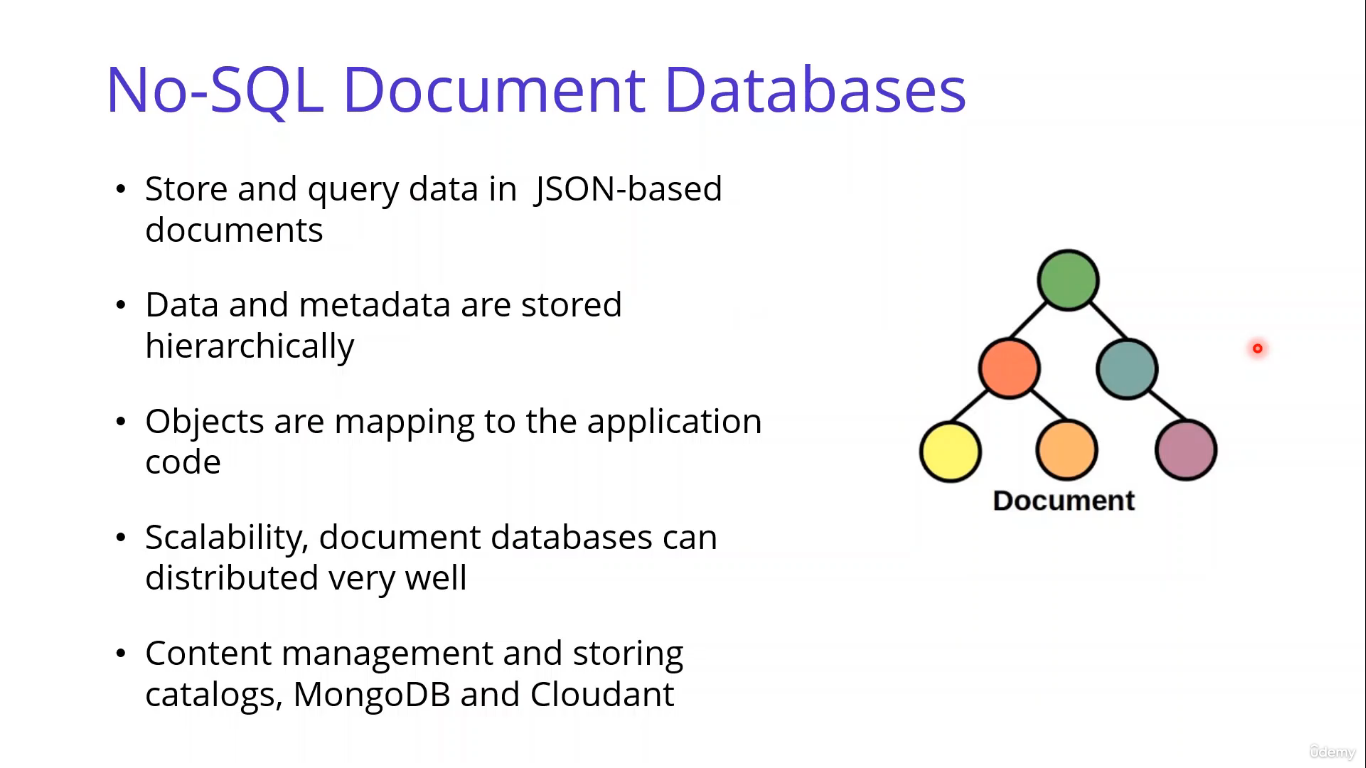 No-SQL Document Databases
• Store and query data in JSON-based
documents
• Data and metadata are stored
hierarchically
• Objects are mapping to the application
code
• Scalability, document databases can
distributed very well
• Content management and storing
catalogs, MongoDB and Cloudant
Document
ûdemy